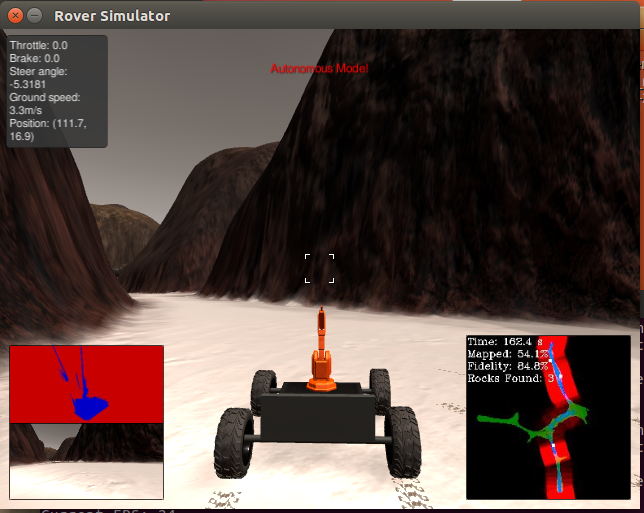 Rover Simulator
Throttle: 0.0
Brake: 0.0
Steer angle:
-5.3181
Ground speed:
3.3m/s
Position: (111.7,
16.9)
Autonomous Mode!
Time: 162.4 s
Mapped: 54.1%
Fidelity: 84.8%
Rocks Found: 3